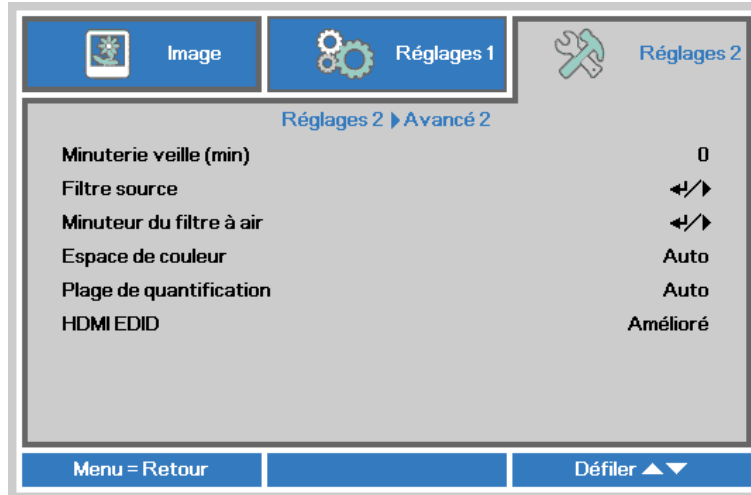 Image
Réglages 1
Réglages 2
Réglages 2 ▶ Avancé 2
Minuterie veille (min) 0
Filtre source ↵/▶
Minuteur du filtre à air ↵/▶
Espace de couleur Auto
Plage de quantification Auto
HDMI EDID Amélioré
Menu = Retour
Défiler ▲▼